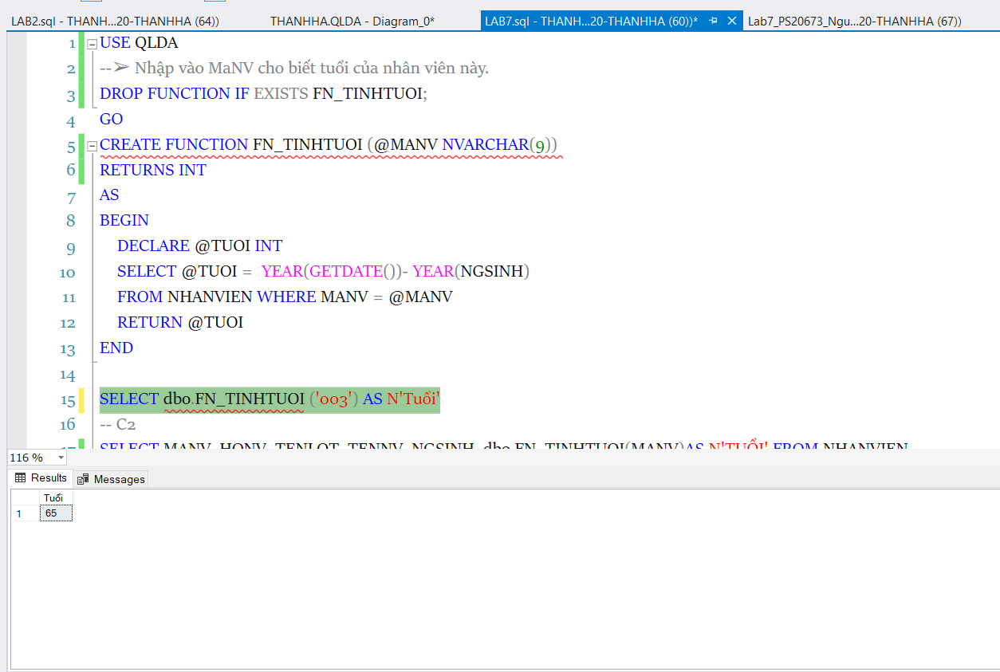 LAB2.sql - THANH...20-THANHHA (64))
THANHHA.QLDA - Diagram_0*
LAB7.sql - THANH...20-THANHHA (60))*
Lab7_PS20673_Ngu...20-THANHHA (67))
1 USE QLDA
2 --➢ Nhập vào MaNV cho biết tuổi của nhân viên này.
3 DROP FUNCTION IF EXISTS FN_TINHTUOI;
4 GO
5 CREATE FUNCTION FN_TINHTUOI (@MANV NVARCHAR(9))
6 RETURNS INT
7 AS
8 BEGIN
9 DECLARE @TUOI INT
10 SELECT @TUOI = YEAR(GETDATE())- YEAR(NGSINH)
11 FROM NHANVIEN WHERE MANV = @MANV
12 RETURN @TUOI
13 END
14
15 SELECT dbo.FN_TINHTUOI ('003') AS N'Tuổi'
16 -- C2
17 SELECT MANV, HONV, TENLOT, TENNV, NGSINH, dbo.FN_TINHTUOI(MANV)AS N'TUỔI' FROM NHANVIEN
116 %
Results Messages
Tuổi
1 65